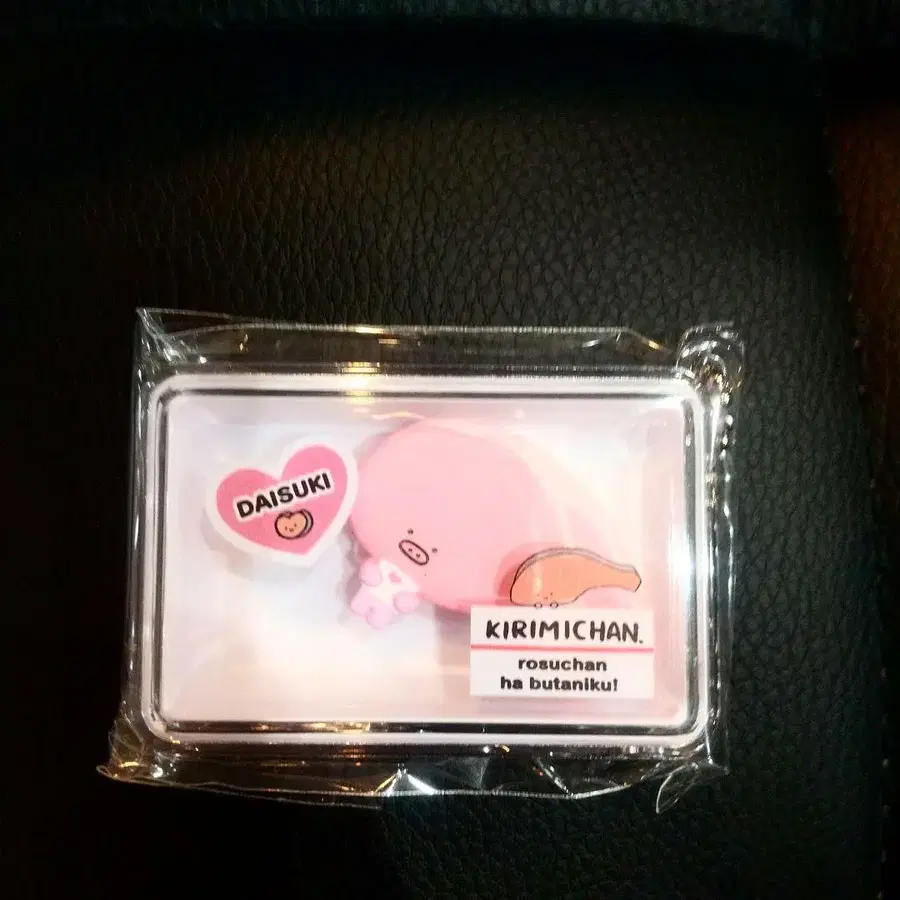 DAISUKI
KIRIMICHAN.
rosuchan
ha butaniku!